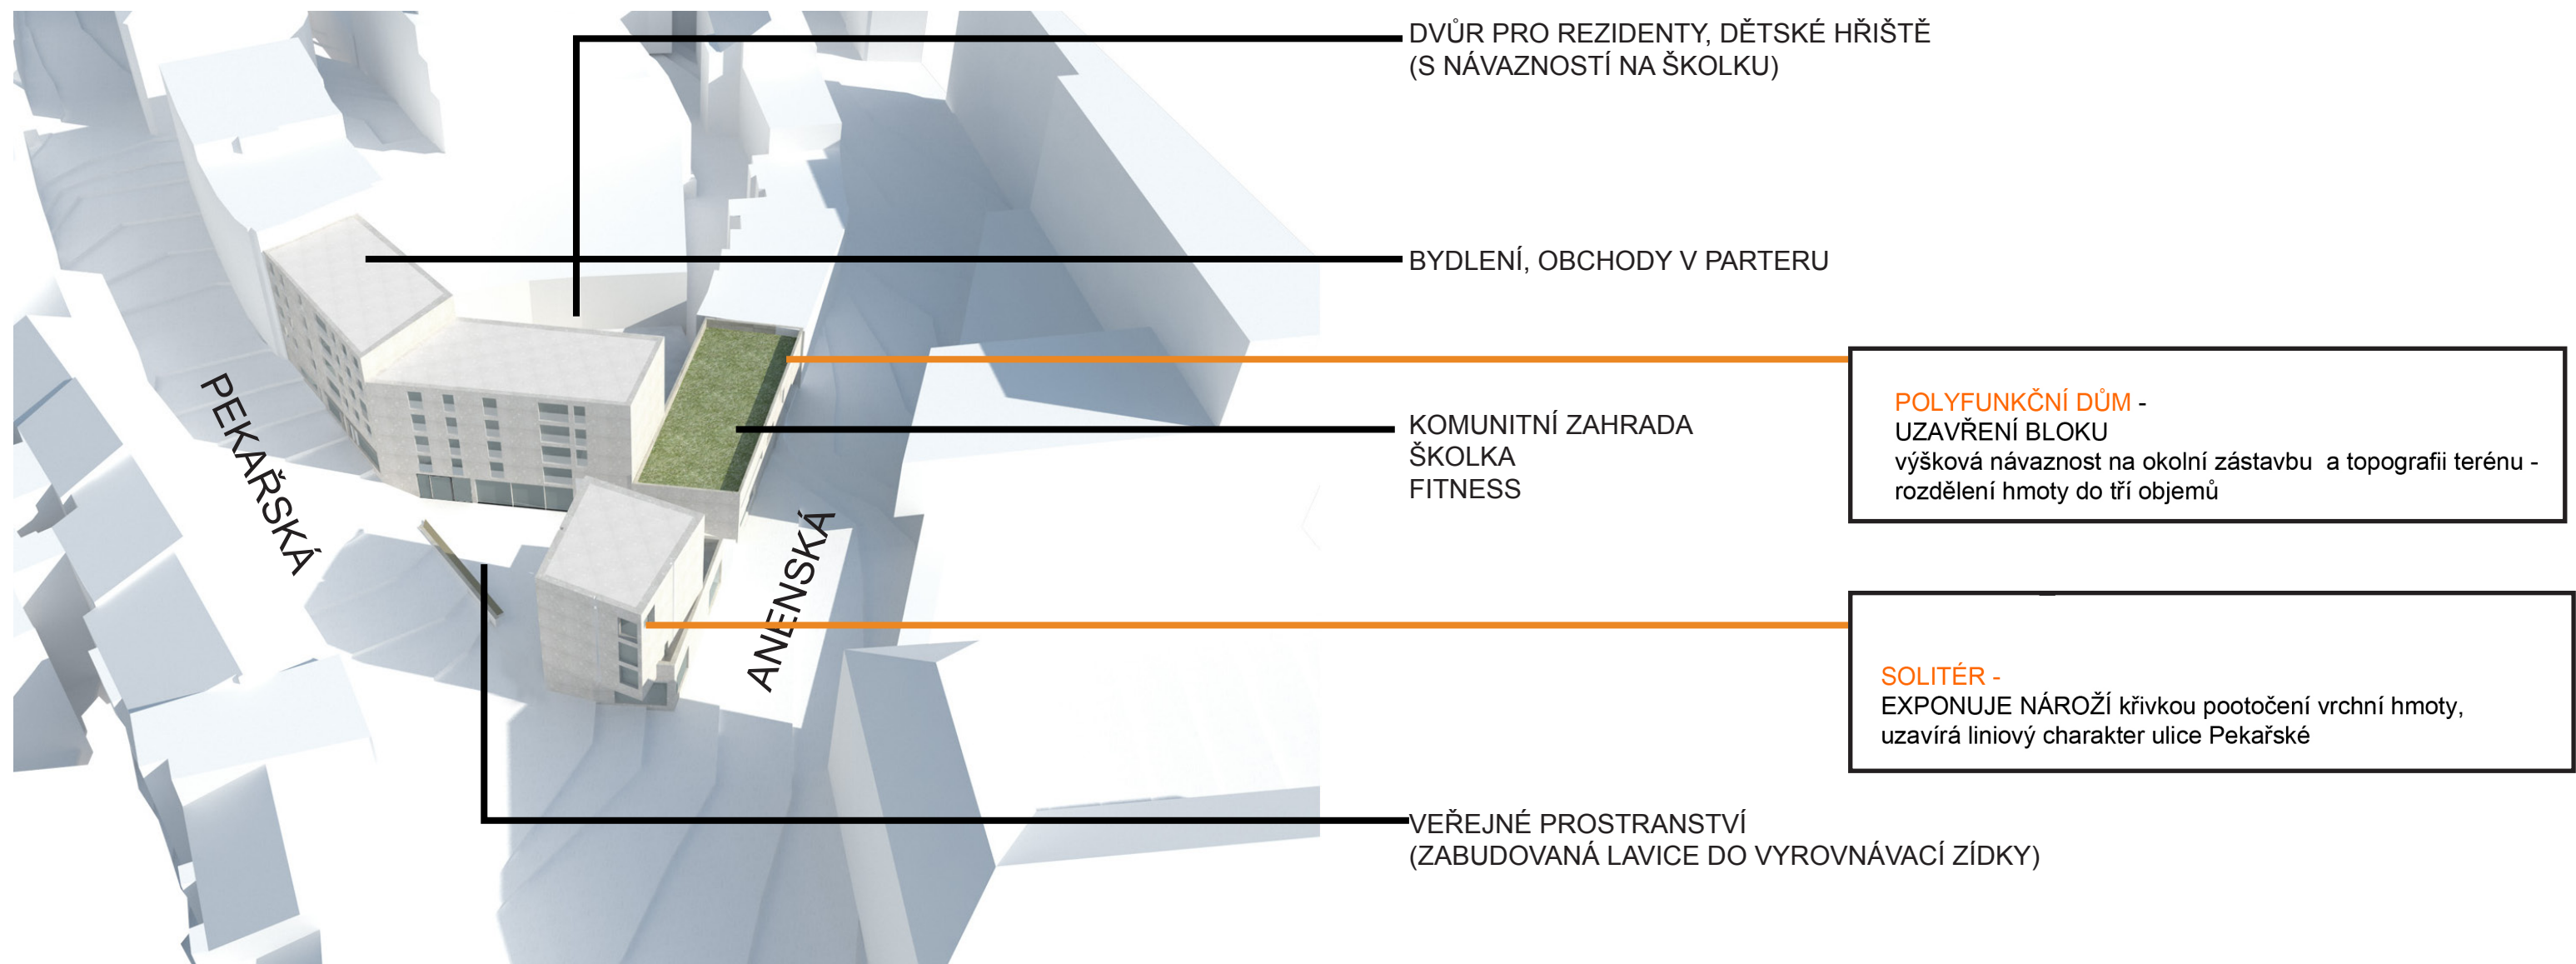 DVŮR PRO REZIDENTY, DĚTSKÉ HŘIŠTĚ
(S NÁVAZNOSTÍ NA ŠKOLKU)
BYDLENÍ, OBCHODY V PARTERU
POLYFUNKČNÍ DŮM -
UZAVŘENÍ BLOKU
výšková návaznost na okolní zástavbu a topografii terénu -
rozdělení hmoty do tří objemů
KOMUNITNÍ ZAHRADA
ŠKOLKA
FITNESS
PEKAŘSKÁ
ANENSKÁ
SOLITÉR -
EXPONUJE NÁROŽÍ křivkou pootočení vrchní hmoty,
uzavírá liniový charakter ulice Pekařské
VEŘEJNÉ PROSTRANSTVÍ
(ZABUDOVANÁ LAVICE DO VYROVNÁVACÍ ZÍDKY)